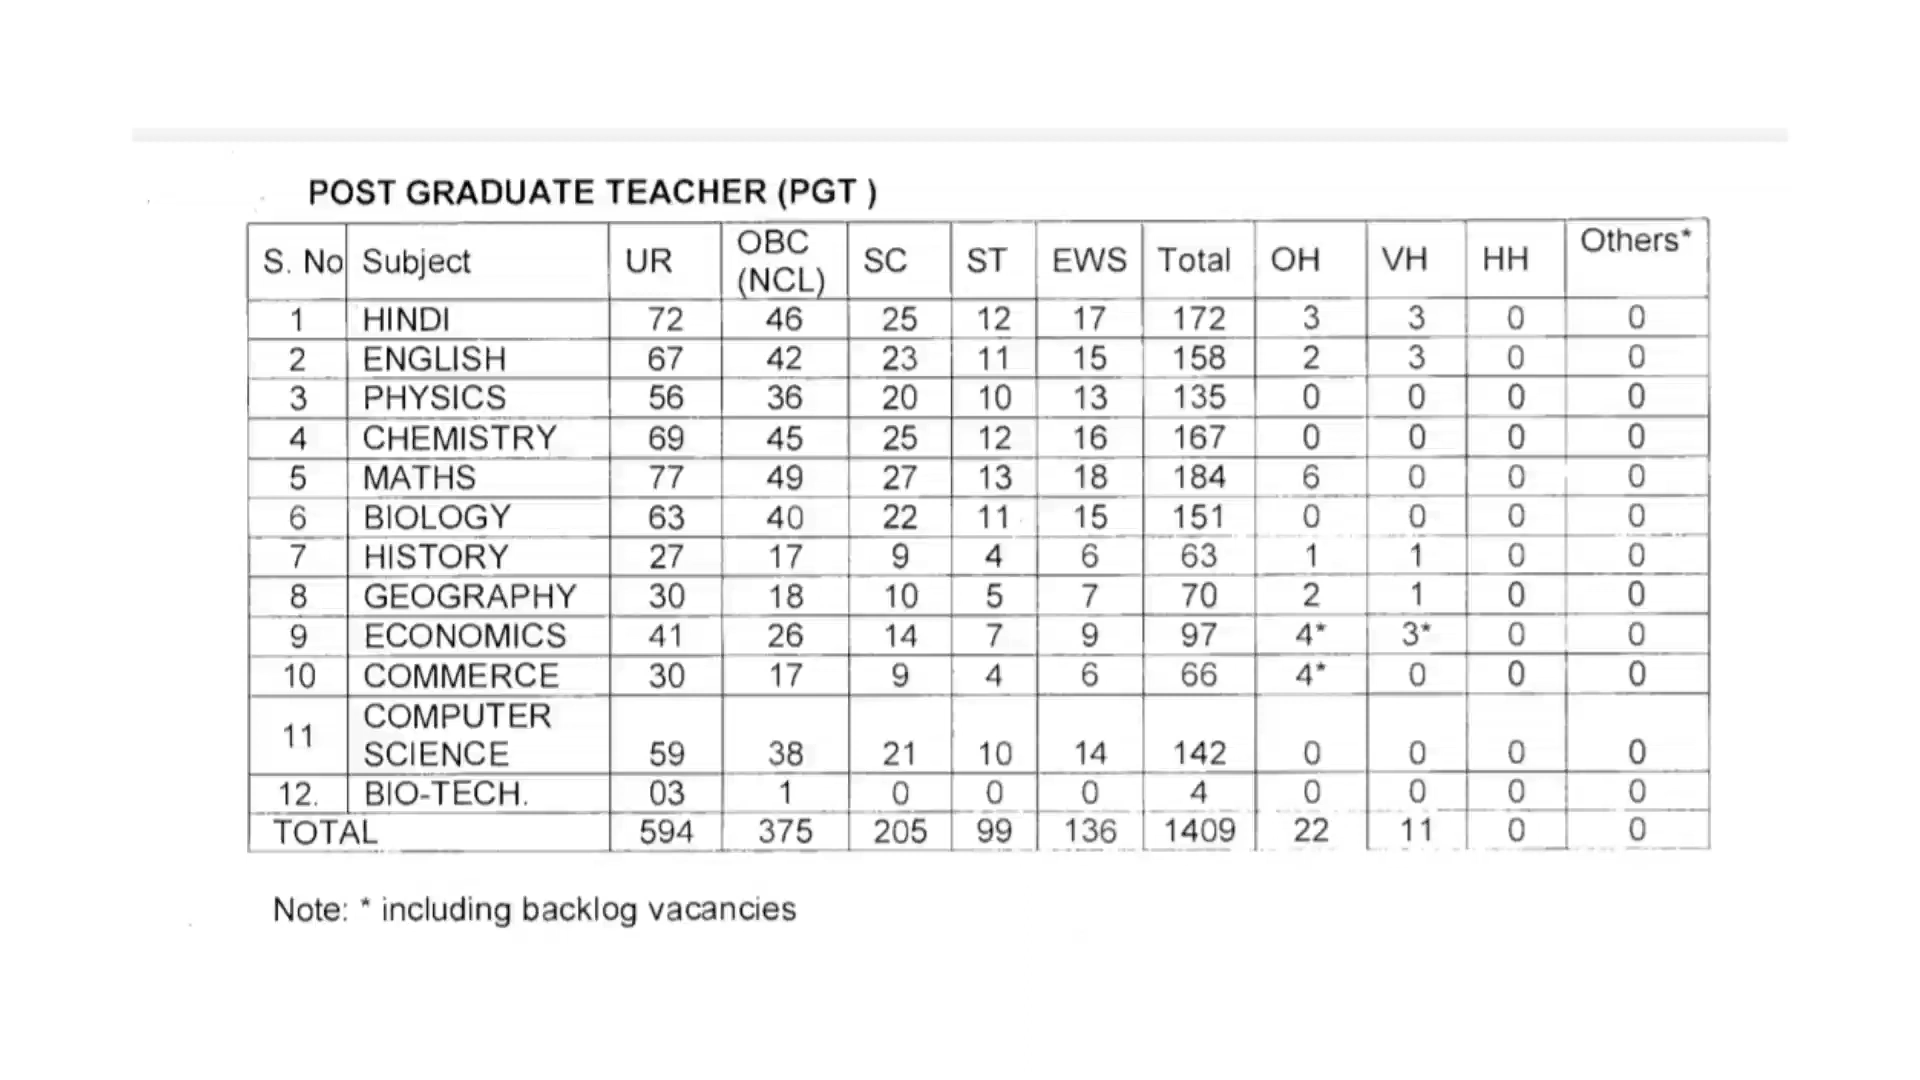 POST GRADUATE TEACHER (PGT )
S. No Subject UR OBC (NCL) SC ST EWS Total OH VH HH Others*
1 HINDI 72 46 25 12 17 172 3 3 0 0
2 ENGLISH 67 42 23 11 15 158 2 3 0 0
3 PHYSICS 56 36 20 10 13 135 0 0 0 0
4 CHEMISTRY 69 45 25 12 16 167 0 0 0 0
5 MATHS 77 49 27 13 18 184 6 0 0 0
6 BIOLOGY 63 40 22 11 15 151 0 0 0 0
7 HISTORY 27 17 9 4 6 63 1 1 0 0
8 GEOGRAPHY 30 18 10 5 7 70 2 1 0 0
9 ECONOMICS 41 26 14 7 9 97 4* 3* 0 0
10 COMMERCE 30 17 9 4 6 66 4* 0 0 0
11 COMPUTER SCIENCE 59 38 21 10 14 142 0 0 0 0
12. BIO-TECH. 03 1 0 0 0 4 0 0 0 0
TOTAL 594 375 205 99 136 1409 22 11 0 0
Note: * including backlog vacancies